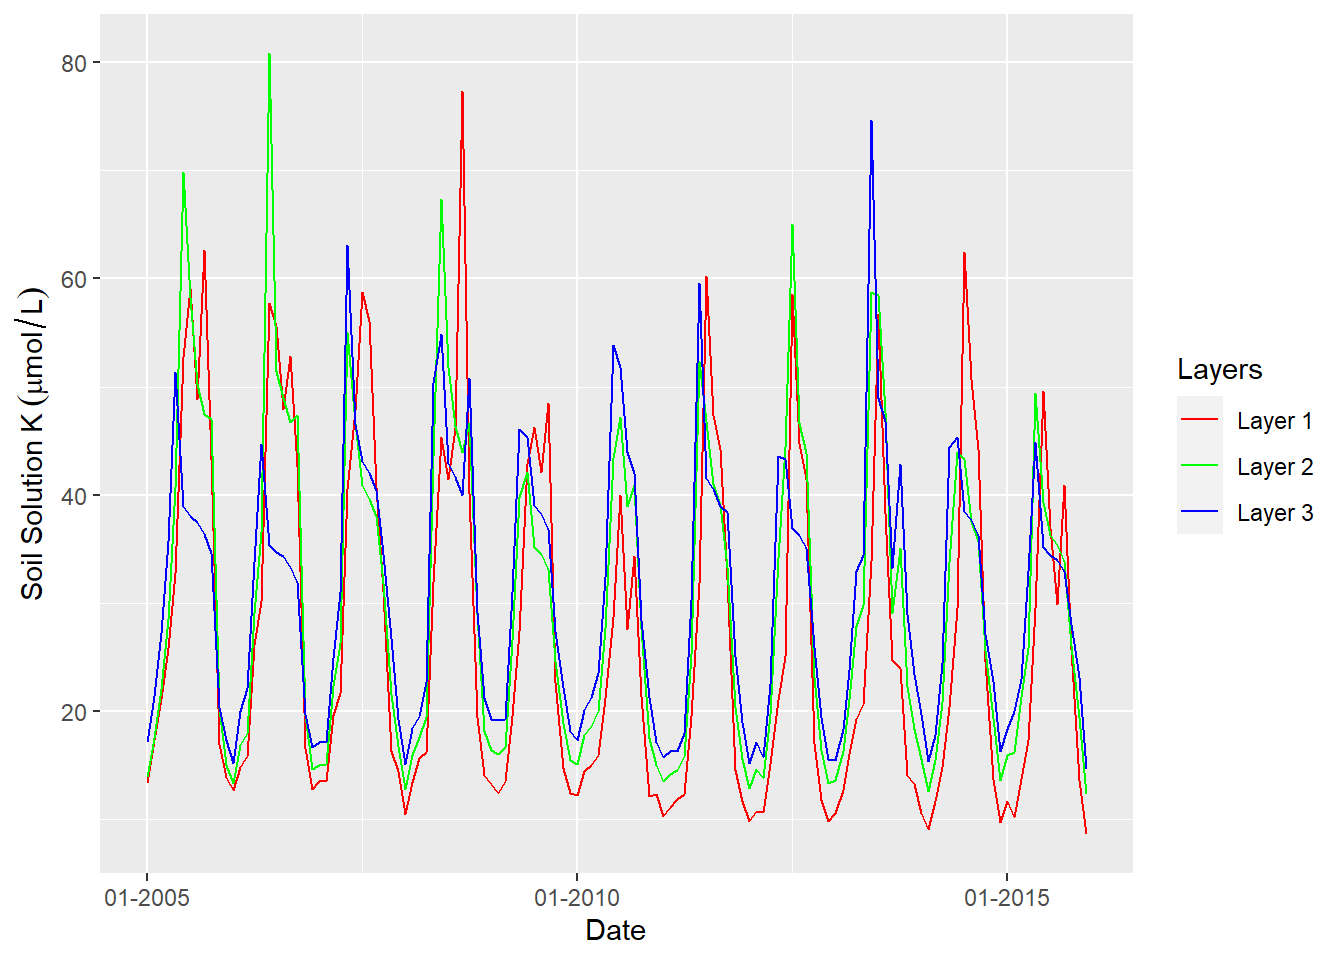 80
60
40
20
Soil Solution K (μmol/L)
01-2005
01-2010
01-2015
Date
Layers
Layer 1
Layer 2
Layer 3